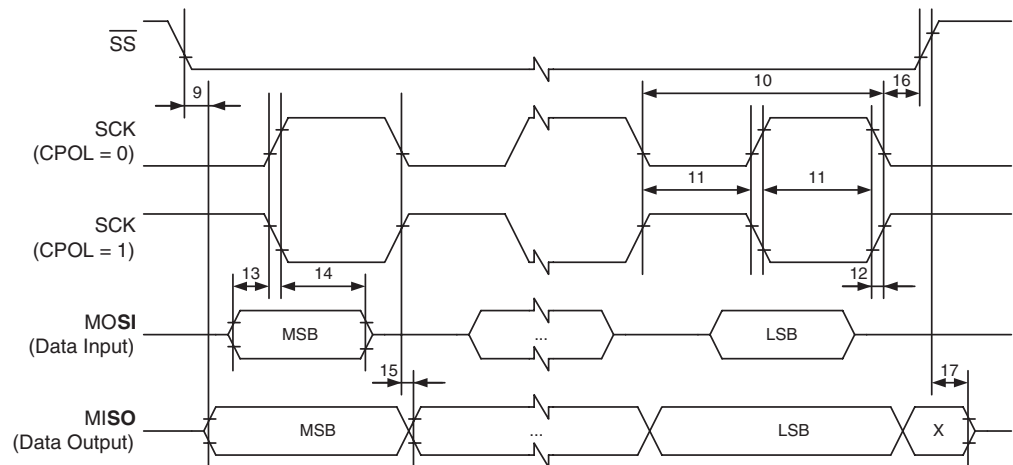 SS
9
10
16
SCK
(CPOL = 0)
11
11
SCK
(CPOL = 1)
13
14
12
MOSI
(Data Input)
MSB
...
LSB
15
17
MISO
(Data Output)
MSB
...
LSB
X